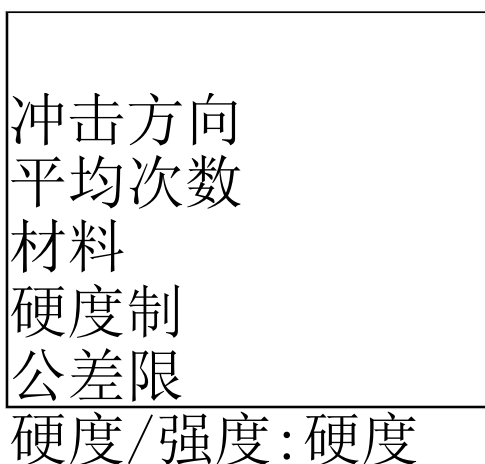 冲击方向
平均次数
材料
硬度制
公差限
硬度/强度:硬度